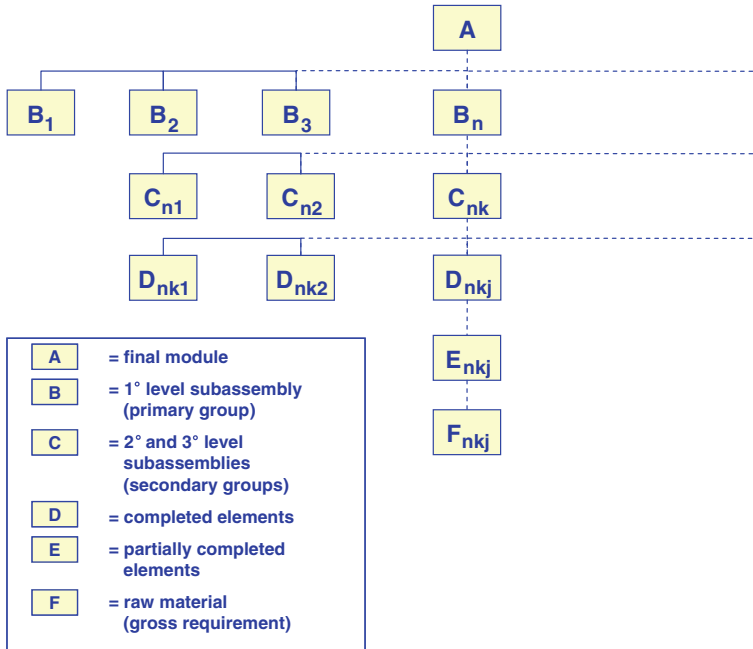 A
B₁ B₂ B₃ Bₙ
Cₙ₁ Cₙ₂ Cₙₖ
Dₙₖ₁ Dₙₖ₂ Dₙₖⱼ
Eₙₖⱼ
Fₙₖⱼ
A = final module
B = 1° level subassembly
(primary group)
C = 2° and 3° level
subassemblies
(secondary groups)
D = completed elements
E = partially completed
elements
F = raw material
(gross requirement)